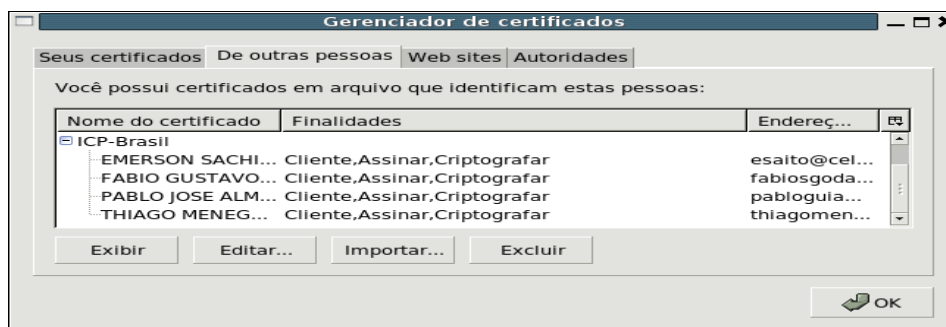 Gerenciador de certificados
Seus certificados De outras pessoas Web sites Autoridades
Você possui certificados em arquivo que identificam estas pessoas:
Nome do certificado Finalidades Endereç...
ICP-Brasil
EMERSON SACHI... Cliente,Assinar,Criptografar esaito@cel...
FABIO GUSTAVO... Cliente,Assinar,Criptografar fabiosgoda...
PABLO JOSE ALM... Cliente,Assinar,Criptografar pabloguia...
THIAGO MENEG... Cliente,Assinar,Criptografar thiagomen...
Exibir Editar... Importar... Excluir
OK